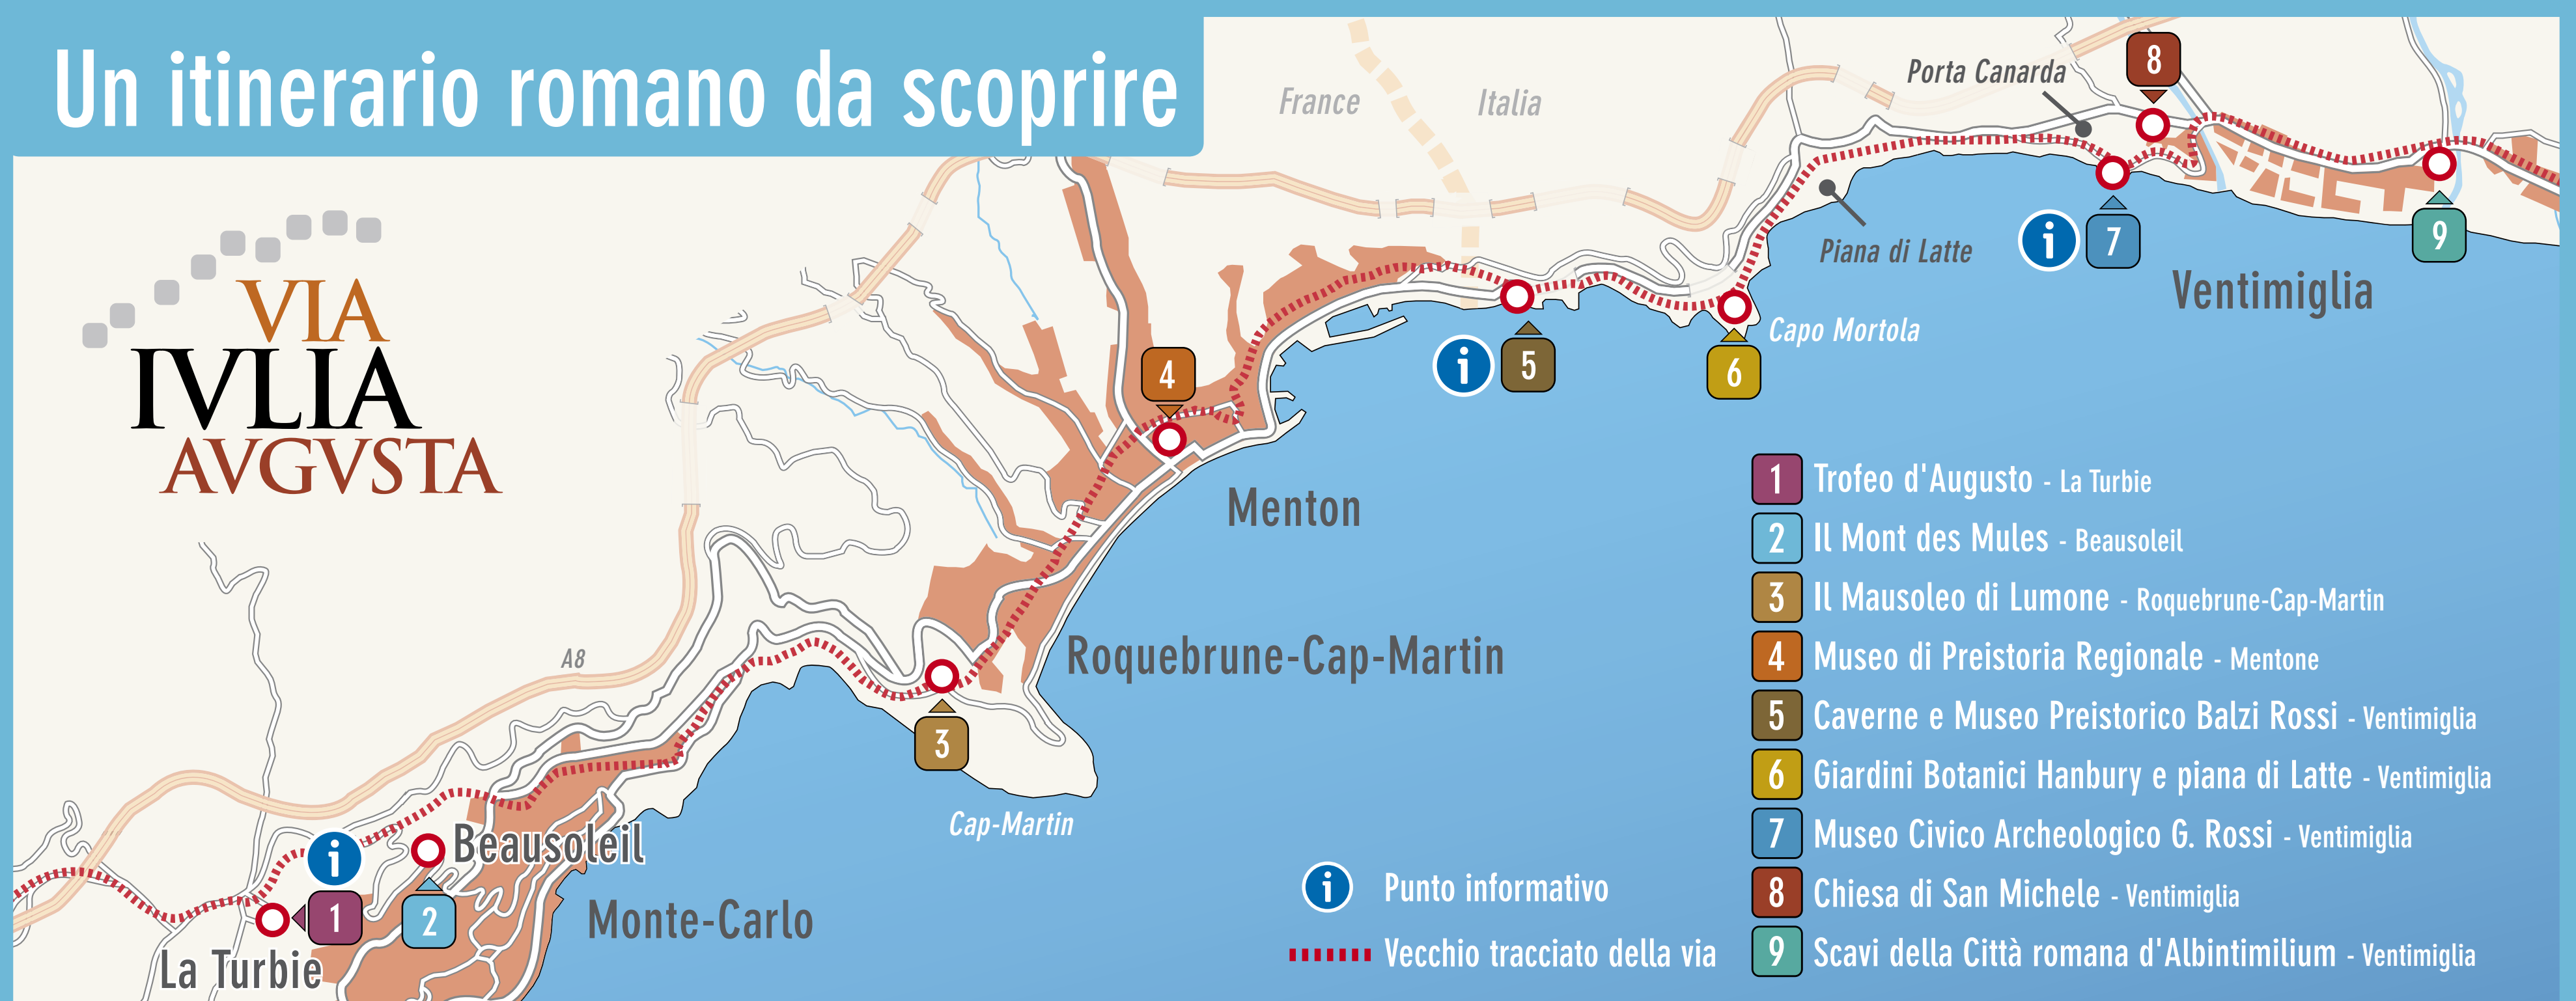 Un itinerario romano da scoprire
France
Italia
Porta Canarda
8
Piana di Latte
i
7
9
Ventimiglia
VIA
IVLIA
AVGVSTA
4
i
5
6
Capo Mortola
Menton
Roquebrune-Cap-Martin
A8
3
Cap-Martin
i
Beausoleil
1
2
Monte-Carlo
La Turbie
i Punto informativo
Vecchio tracciato della via
1 Trofeo d'Augusto - La Turbie
2 Il Mont des Mules - Beausoleil
3 Il Mausoleo di Lumone - Roquebrune-Cap-Martin
4 Museo di Preistoria Regionale - Mentone
5 Caverne e Museo Preistorico Balzi Rossi - Ventimiglia
6 Giardini Botanici Hanbury e piana di Latte - Ventimiglia
7 Museo Civico Archeologico G. Rossi - Ventimiglia
8 Chiesa di San Michele - Ventimiglia
9 Scavi della Città romana d'Albintimilium - Ventimiglia